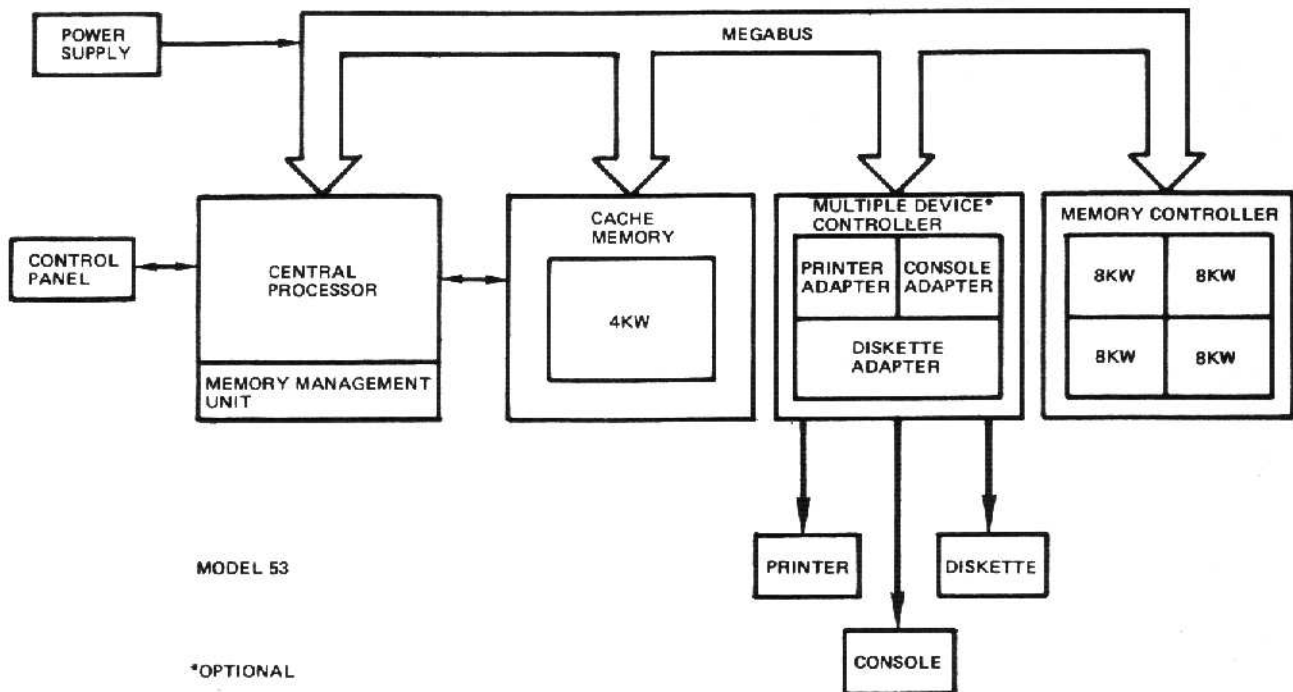 POWER
SUPPLY
MEGABUS
CONTROL
PANEL
CENTRAL
PROCESSOR
MEMORY MANAGEMENT
UNIT
CACHE
MEMORY
4KW
MULTIPLE DEVICE*
CONTROLLER
PRINTER
ADAPTER
CONSOLE
ADAPTER
DISKETTE
ADAPTER
MEMORY CONTROLLER
8KW
8KW
8KW
8KW
PRINTER
DISKETTE
CONSOLE
MODEL 53
*OPTIONAL